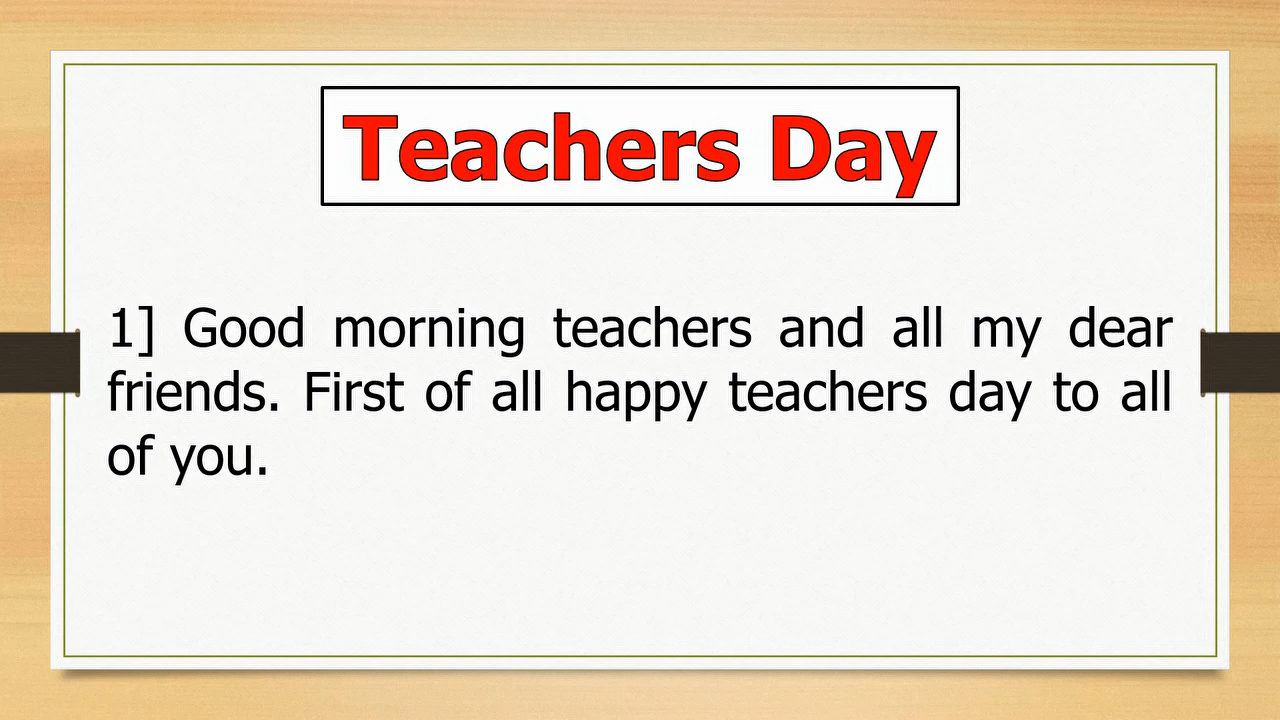 Teachers Day
1] Good morning teachers and all my dear
friends. First of all happy teachers day to all
of you.